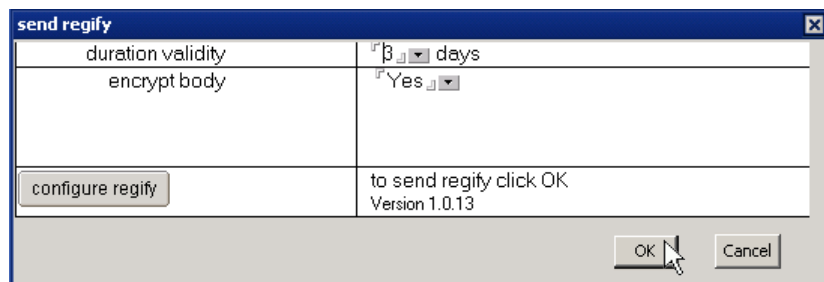 send regify
duration validity 3 days
encrypt body Yes
configure regify to send regify click OK
Version 1.0.13
OK Cancel